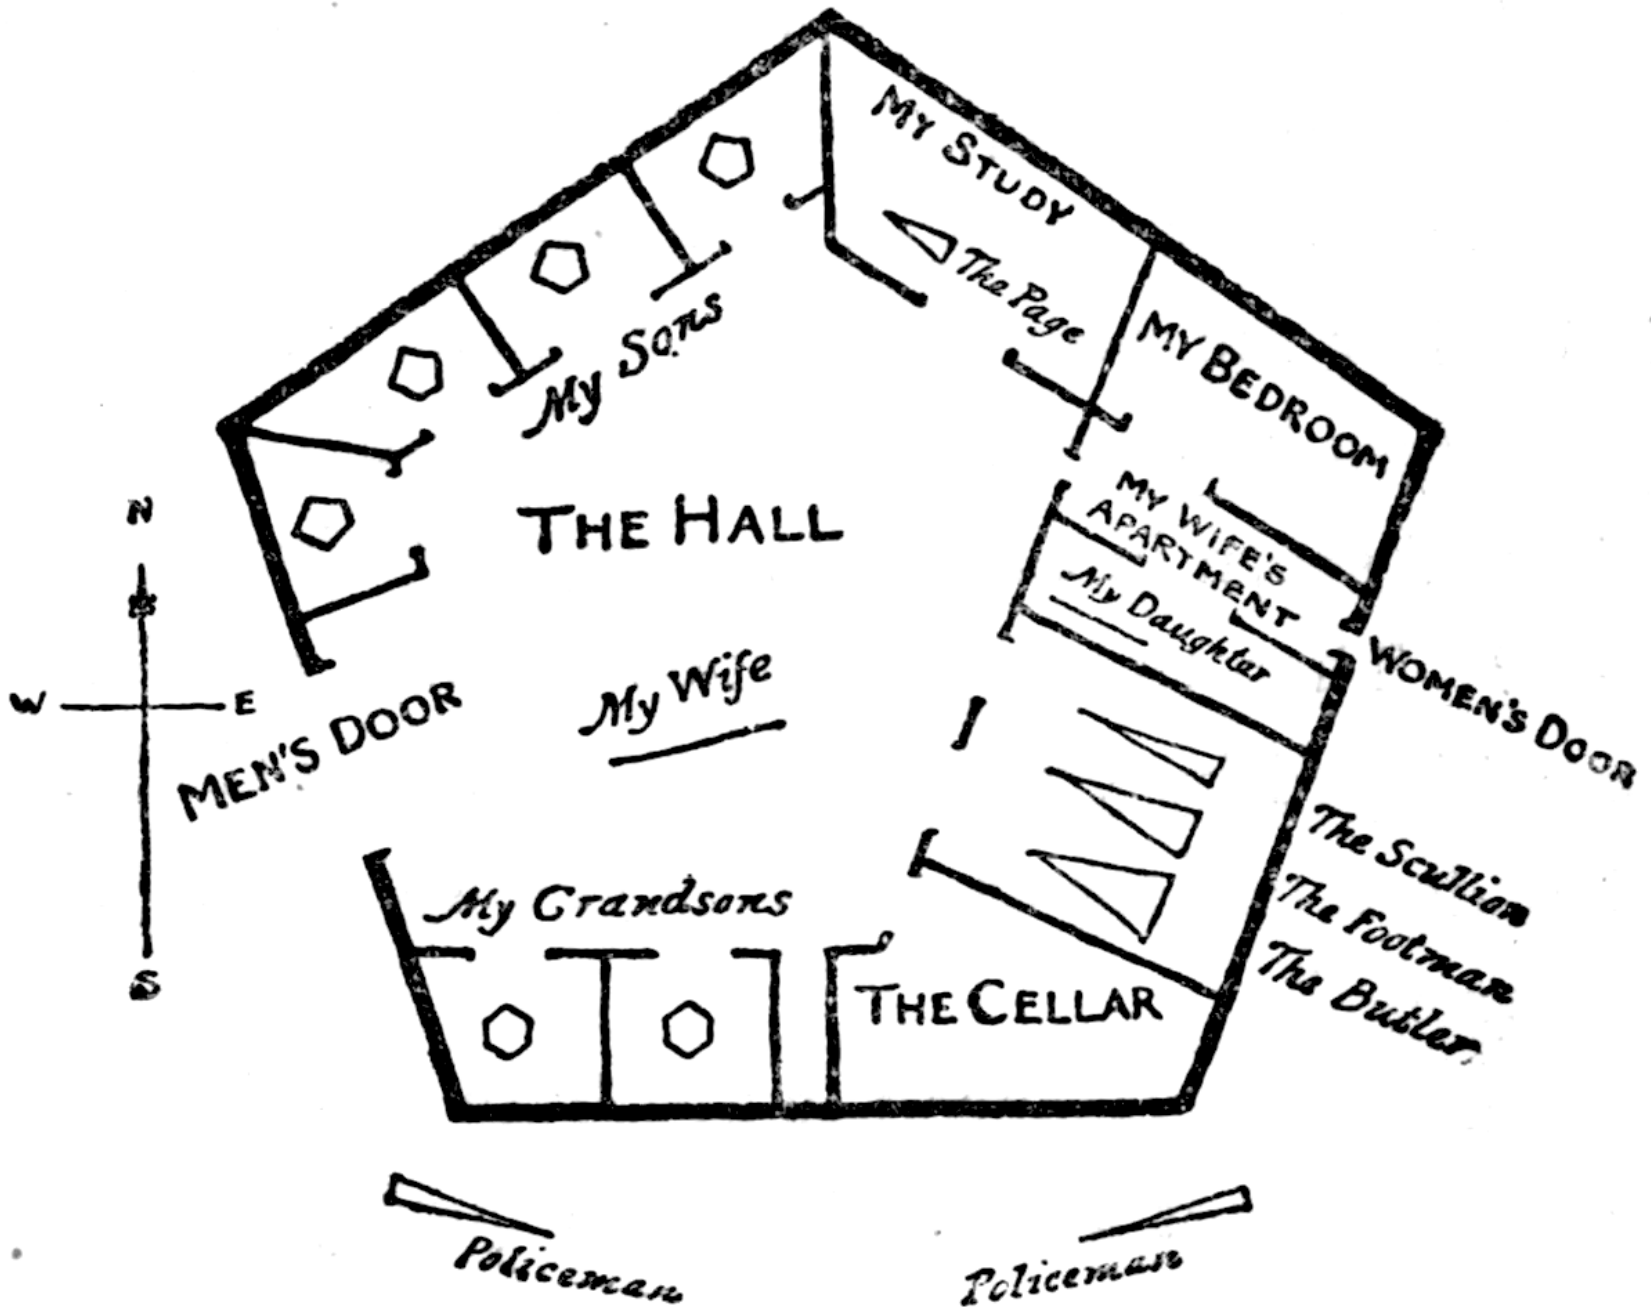 MY STUDY
The Page
MY BEDROOM
My Sons
N
THE HALL
MY WIFE'S
APARTMENT
My Daughter
W
E
MEN'S DOOR
My Wife
WOMEN'S DOOR
The Scullion
The Footman
The Butler
My Grandsons
S
THE CELLAR
Policeman
Policeman